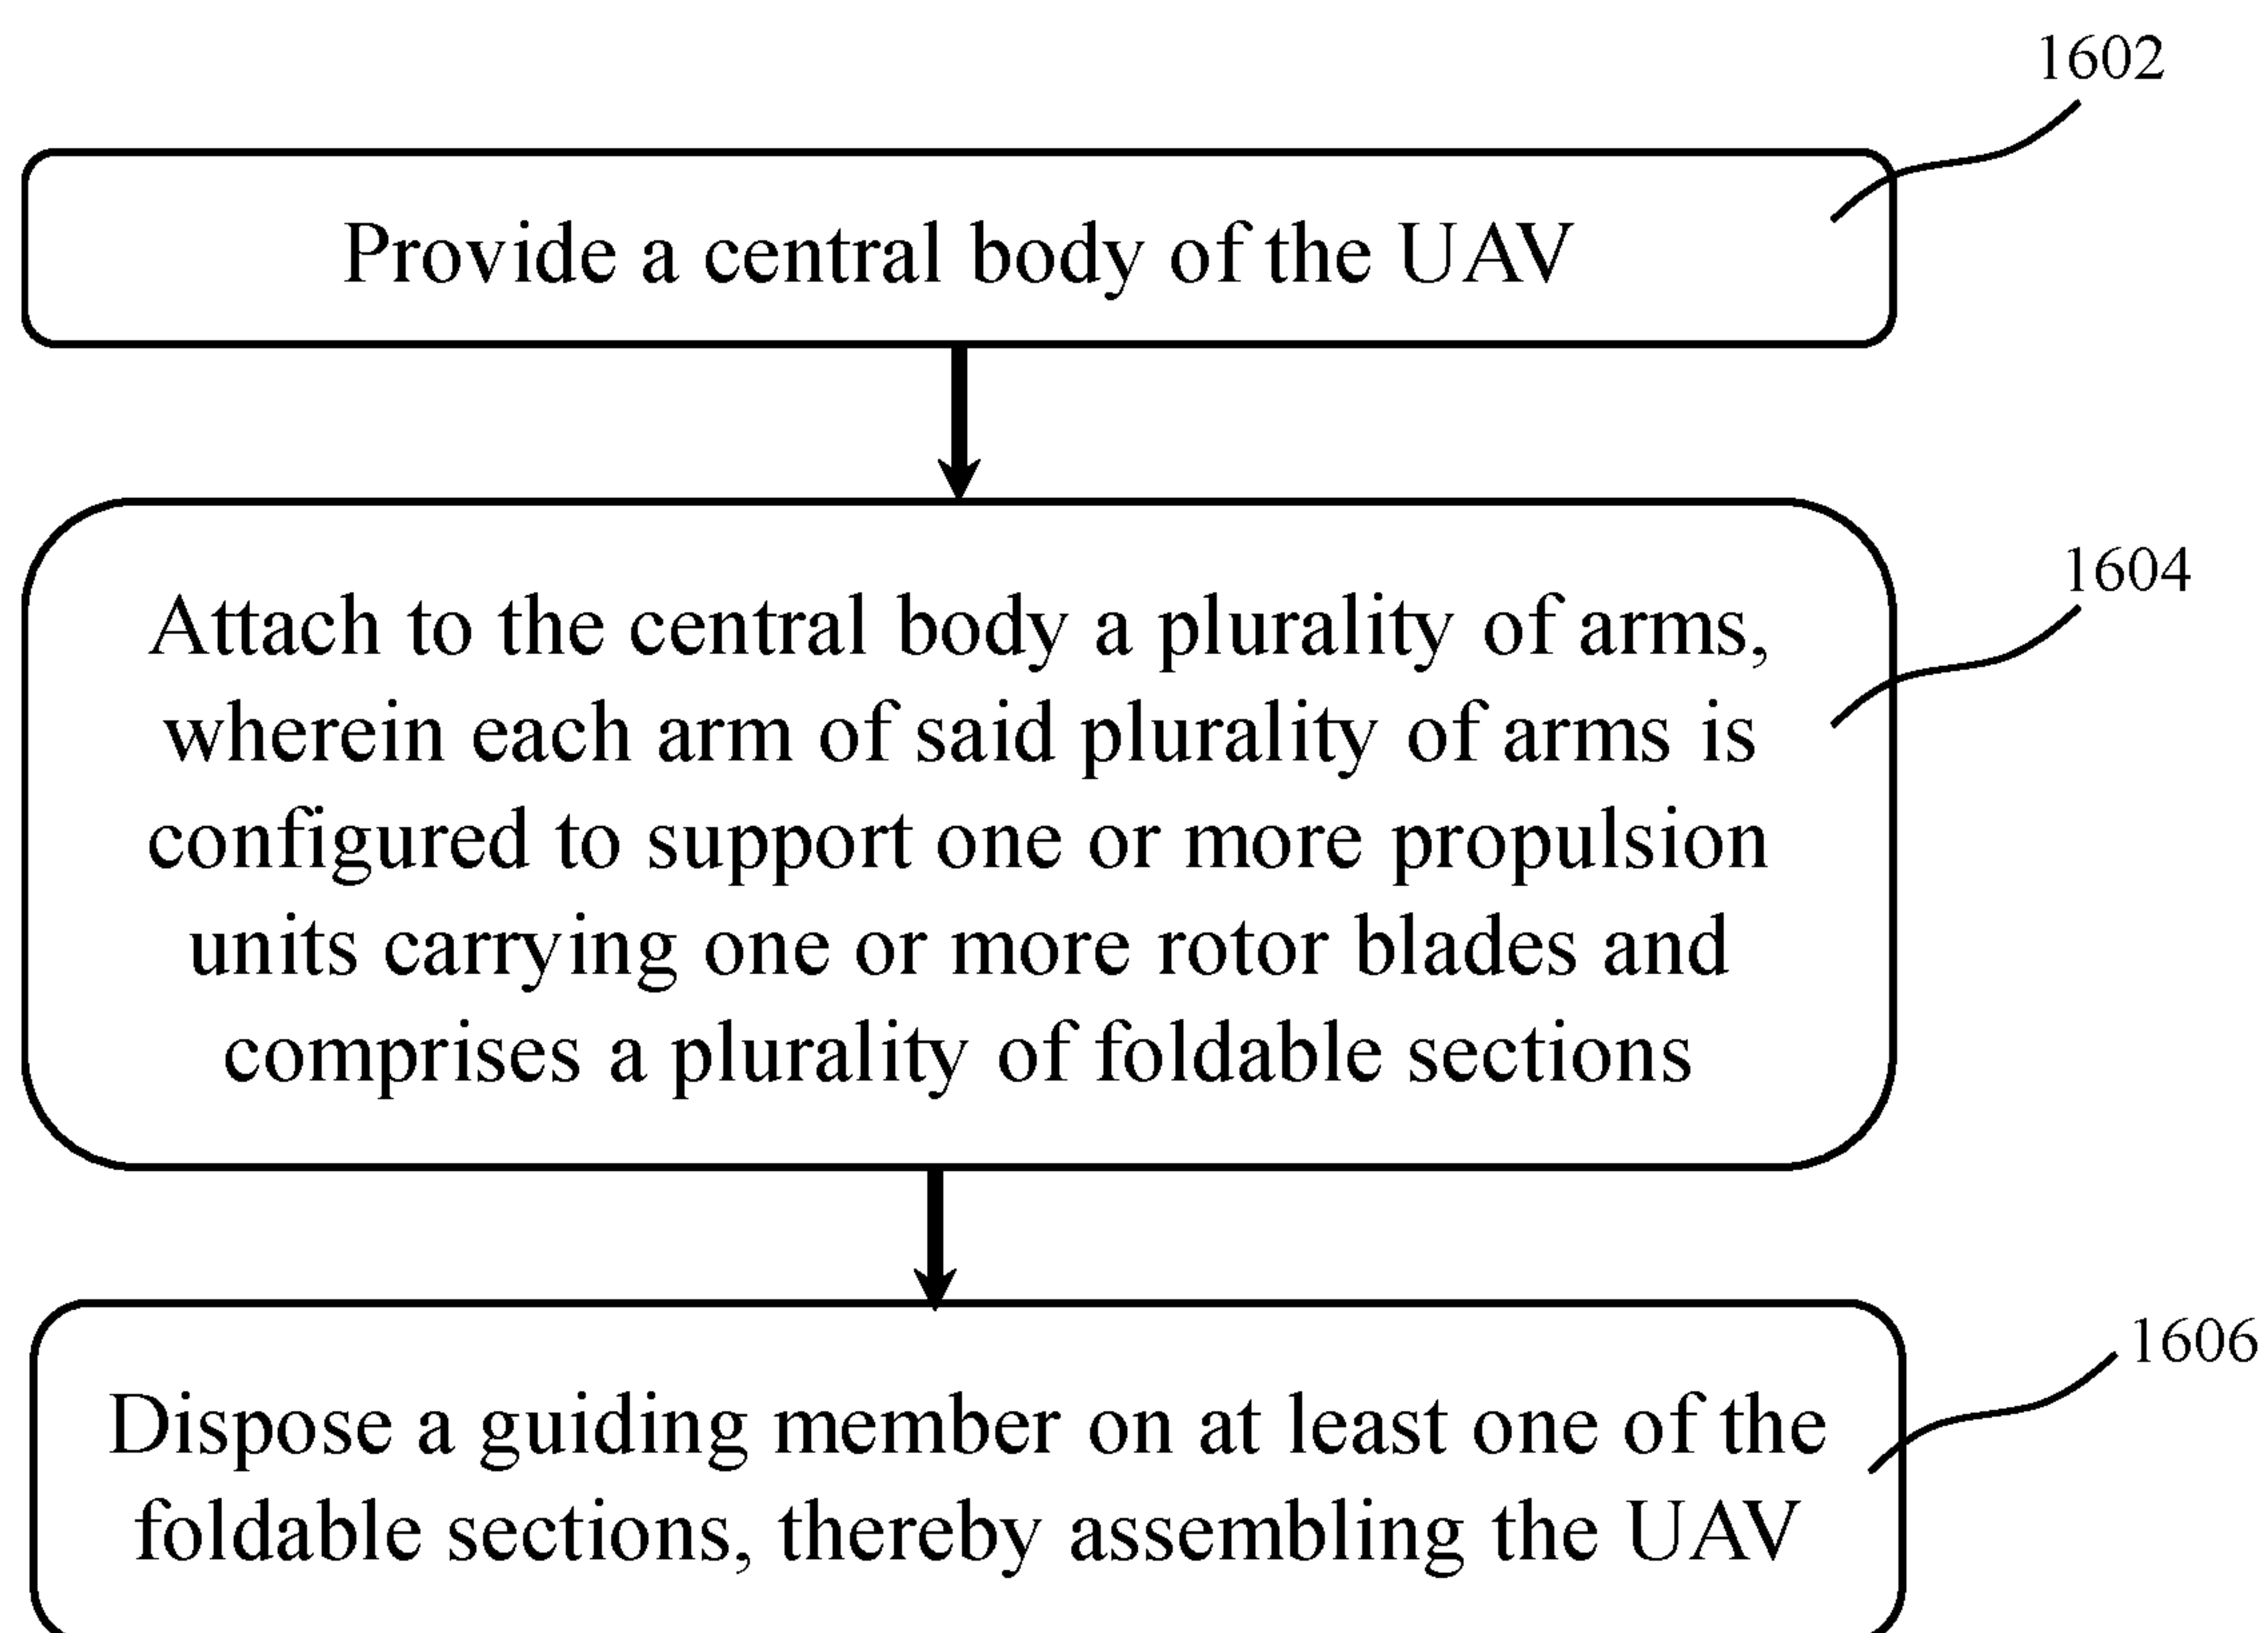 1602
Provide a central body of the UAV
1604
Attach to the central body a plurality of arms,
wherein each arm of said plurality of arms is
configured to support one or more propulsion
units carrying one or more rotor blades and
comprises a plurality of foldable sections
1606
Dispose a guiding member on at least one of the
foldable sections, thereby assembling the UAV